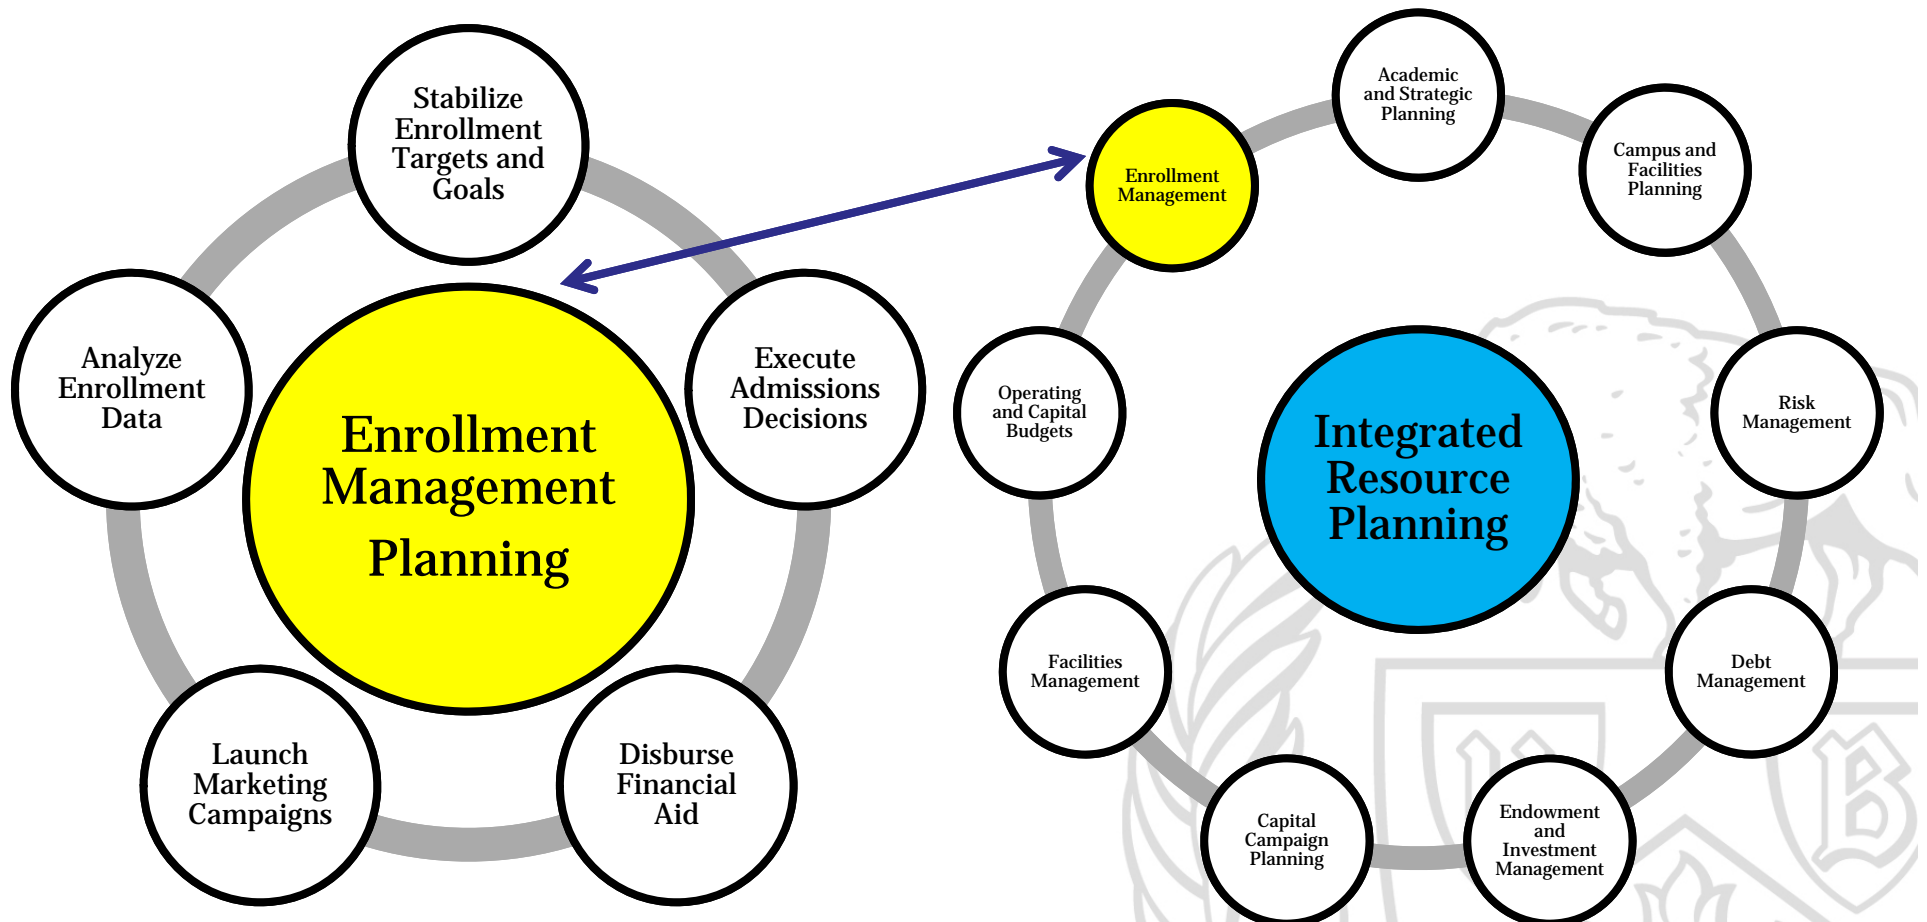 Stabilize
Enrollment
Targets and
Goals
Analyze
Enrollment
Data
Execute
Admissions
Decisions
Enrollment
Management
Planning
Launch
Marketing
Campaigns
Disburse
Financial
Aid
Academic
and Strategic
Planning
Enrollment
Management
Campus and
Facilities
Planning
Operating
and Capital
Budgets
Risk
Management
Integrated
Resource
Planning
Facilities
Management
Debt
Management
Capital
Campaign
Planning
Endowment
and
Investment
Management
B